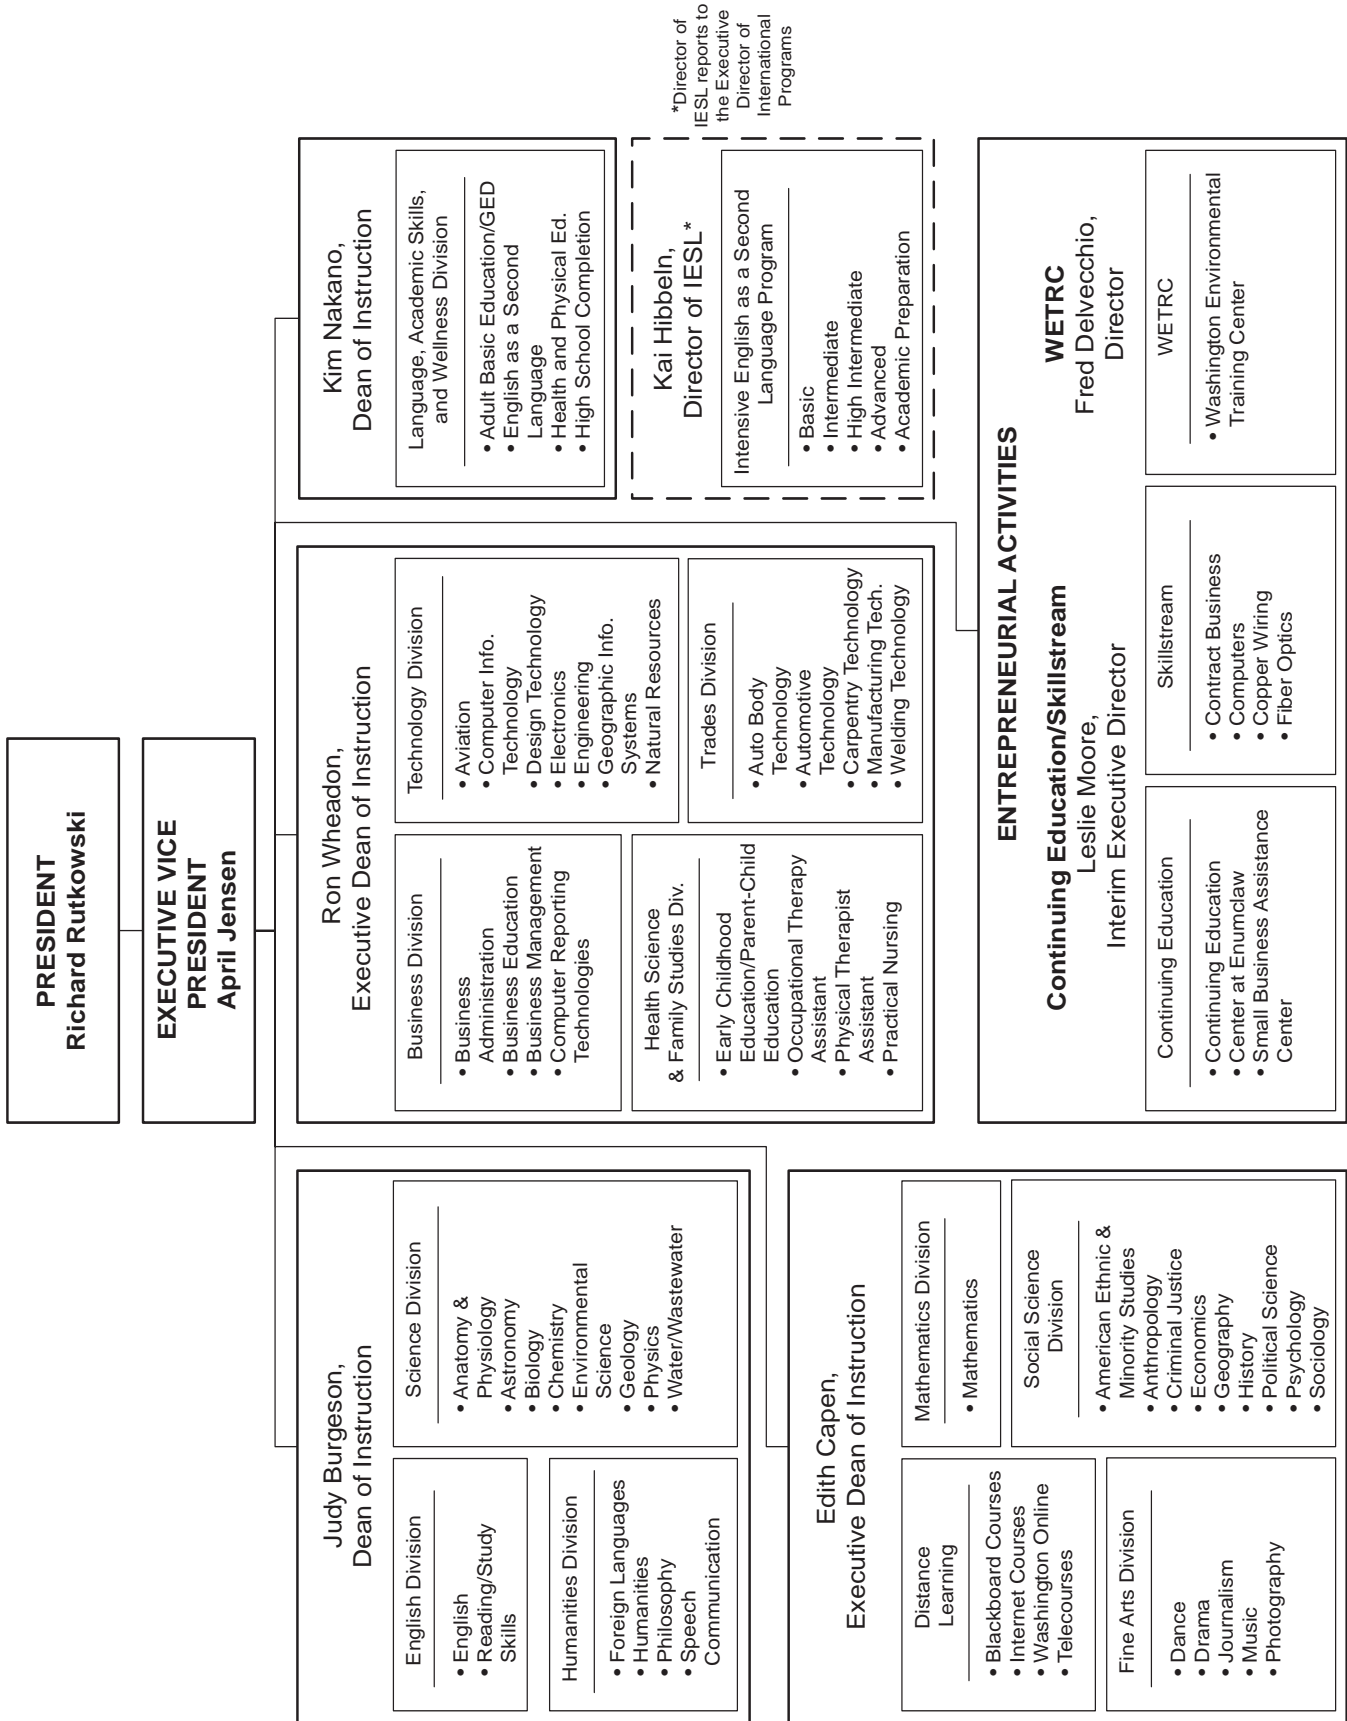 PRESIDENT
Richard Rutkowski
EXECUTIVE VICE
PRESIDENT
April Jensen
Judy Burgeson,
Dean of Instruction
English Division
• English
• Reading/Study
Skills
Humanities Division
• Foreign Languages
• Humanities
• Philosophy
• Speech
Communication
Science Division
• Anatomy &
Physiology
• Astronomy
• Biology
• Chemistry
• Environmental
Science
• Geology
• Physics
• Water/Wastewater
Edith Capen,
Executive Dean of Instruction
Distance
Learning
• Blackboard Courses
• Internet Courses
• Washington Online
• Telecourses
Fine Arts Division
• Dance
• Drama
• Journalism
• Music
• Photography
Mathematics Division
• Mathematics
Social Science
Division
• American Ethnic &
Minority Studies
• Anthropology
• Criminal Justice
• Economics
• Geography
• History
• Political Science
• Psychology
• Sociology
Ron Wheadon,
Executive Dean of Instruction
Business Division
• Business
Administration
• Business Education
• Business Management
• Computer Reporting
Technologies
Health Science
& Family Studies Div.
• Early Childhood
Education/Parent-Child
Education
• Occupational Therapy
Assistant
• Physical Therapist
Assistant
• Practical Nursing
Technology Division
• Aviation
• Computer Info.
Technology
• Design Technology
• Electronics
• Engineering
• Geographic Info.
Systems
• Natural Resources
Trades Division
• Auto Body
Technology
• Automotive
Technology
• Carpentry Technology
• Manufacturing Tech.
• Welding Technology
Kim Nakano,
Dean of Instruction
Language, Academic Skills,
and Wellness Division
• Adult Basic Education/GED
• English as a Second
Language
• Health and Physical Ed.
• High School Completion
Kai Hibbeln,
Director of IESL*
Intensive English as a Second
Language Program
• Basic
• Intermediate
• High Intermediate
• Advanced
• Academic Preparation
*Director of
IESL reports to
the Executive
Director of
International
Programs
ENTREPRENEURIAL ACTIVITIES
Continuing Education/Skillstream
Leslie Moore,
Interim Executive Director
WETRC
Fred Delvecchio,
Director
Continuing Education
• Continuing Education
• Center at Enumclaw
• Small Business Assistance
Center
Skillstream
• Contract Business
• Computers
• Copper Wiring
• Fiber Optics
WETRC
• Washington Environmental
Training Center